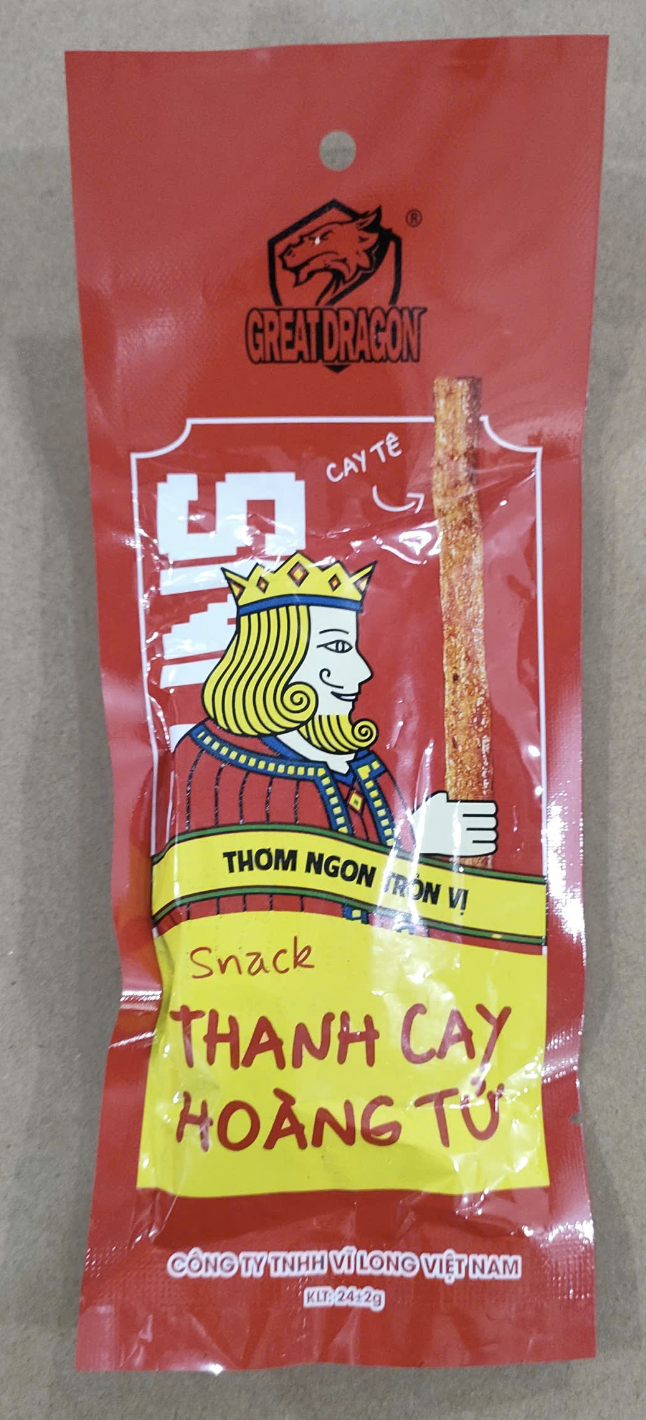 ®
GREAT DRAGON
CAY TÊ
THƠM NGON TRÒN VỊ
Snack
THANH CAY
HOÀNG TỬ
CÔNG TY TNHH VĨ LONG VIỆT NAM
KLT: 24±2g